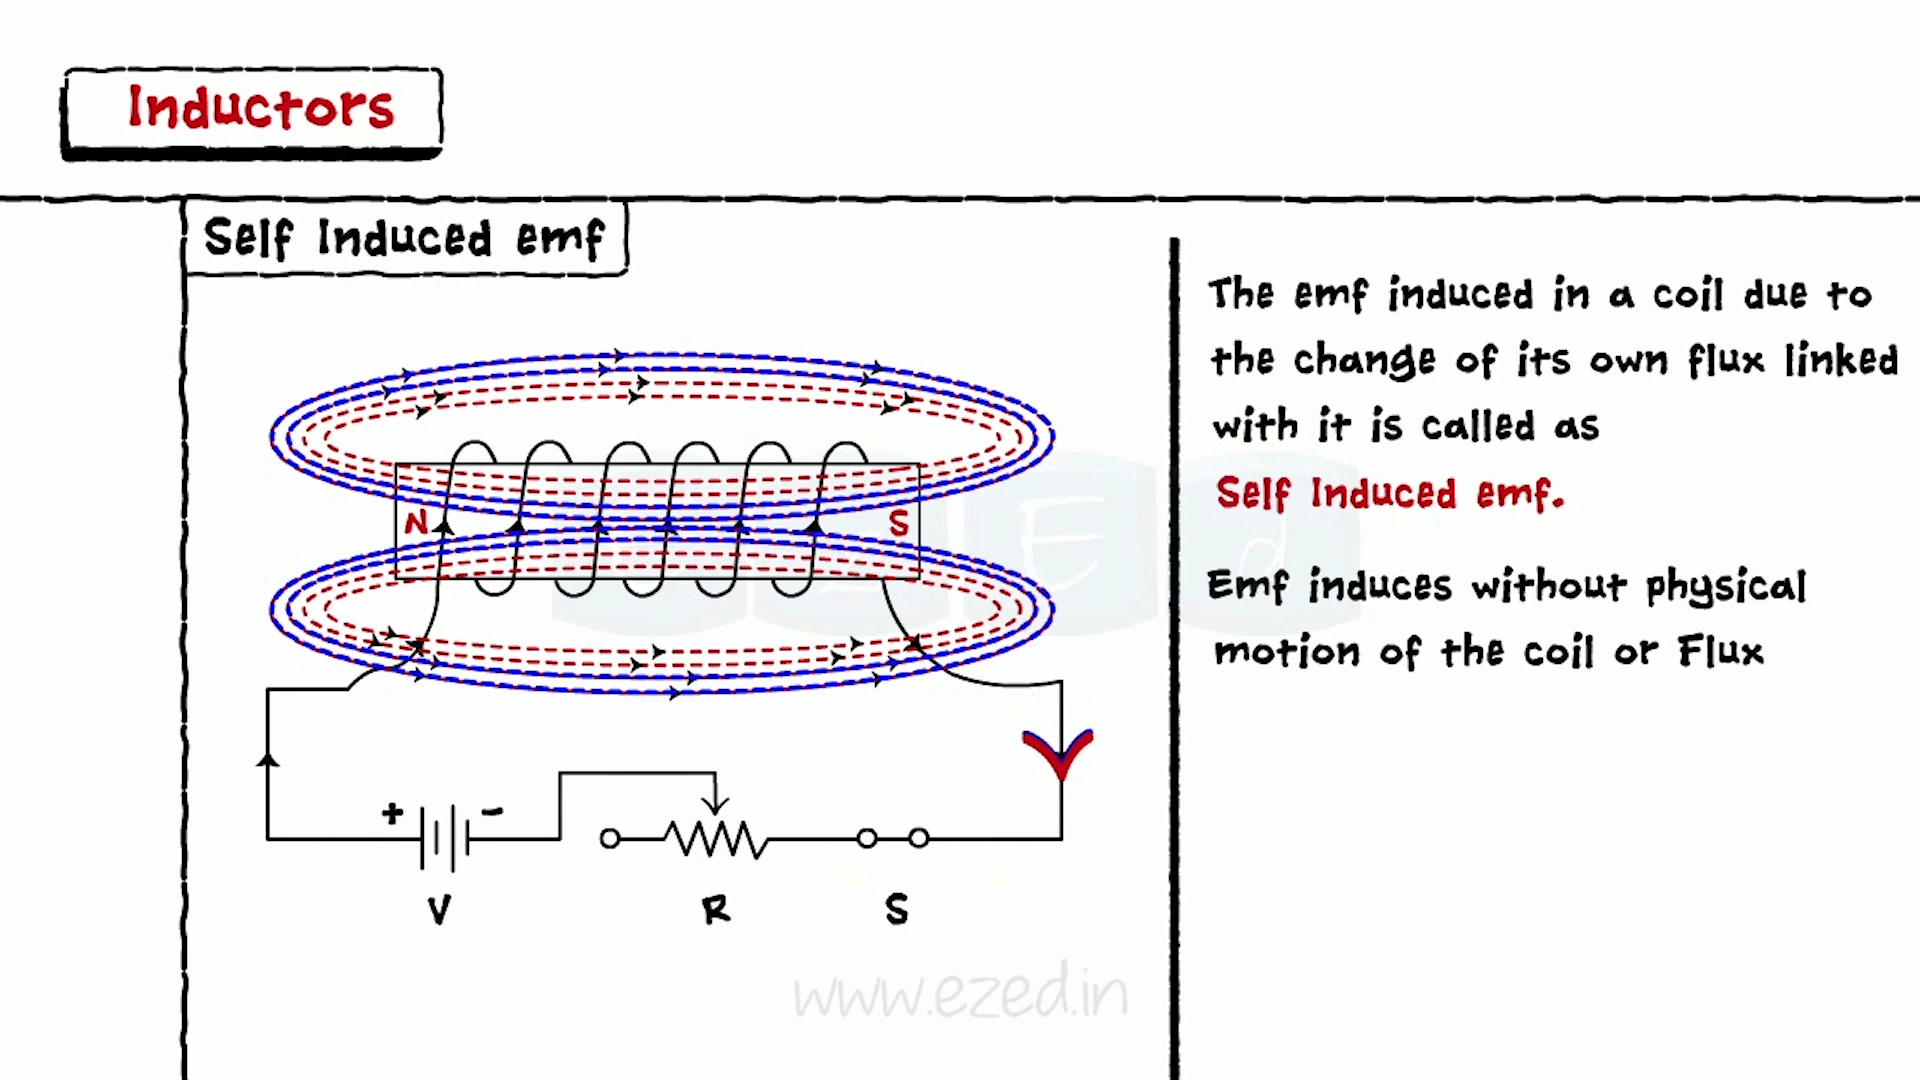 Inductors
Self Induced emf
The emf induced in a coil due to
the change of its own flux linked
with it is called as
Self Induced emf.
Emf induces without physical
motion of the coil or Flux
N S
+ -
V R S
E d
www.ezed.in